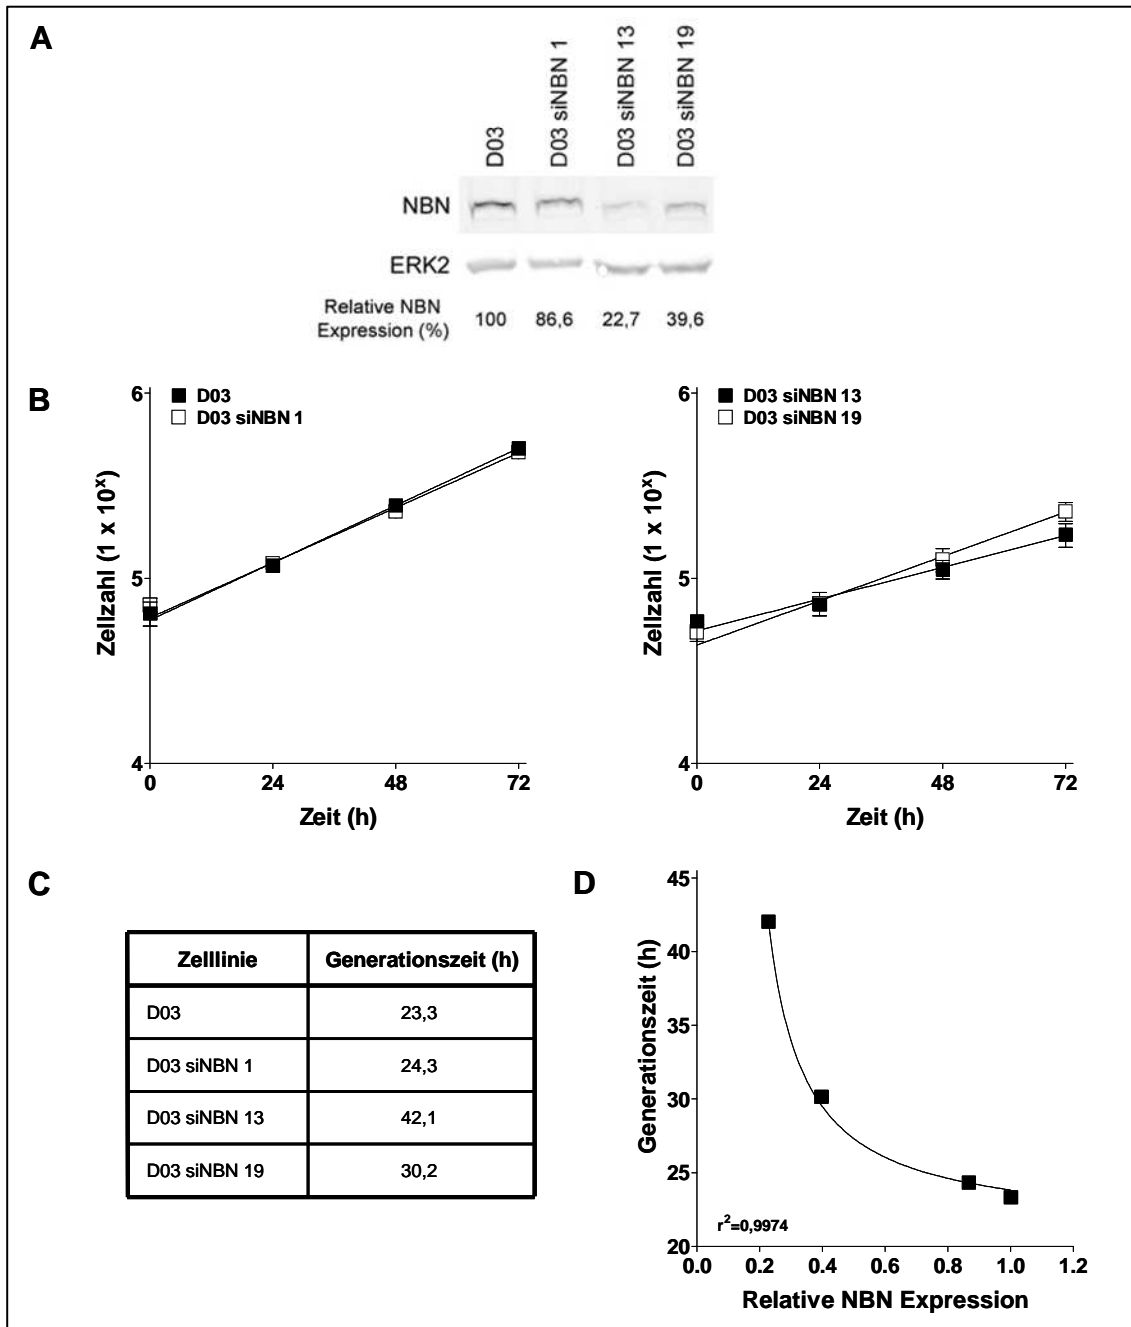 A
D03
D03 siNBN 1
D03 siNBN 13
D03 siNBN 19
NBN
ERK2
Relative NBN
Expression (%)
100 86,6 22,7 39,6
B
6
5
4
Zellzahl (1 x 10^x)
D03
D03 siNBN 1
0 24 48 72
Zeit (h)
6
5
4
Zellzahl (1 x 10^x)
D03 siNBN 13
D03 siNBN 19
0 24 48 72
Zeit (h)
C
Zelllinie Generationszeit (h)
D03 23,3
D03 siNBN 1 24,3
D03 siNBN 13 42,1
D03 siNBN 19 30,2
D
45
40
35
30
25
20
Generationszeit (h)
r²=0,9974
0.0 0.2 0.4 0.6 0.8 1.0 1.2
Relative NBN Expression